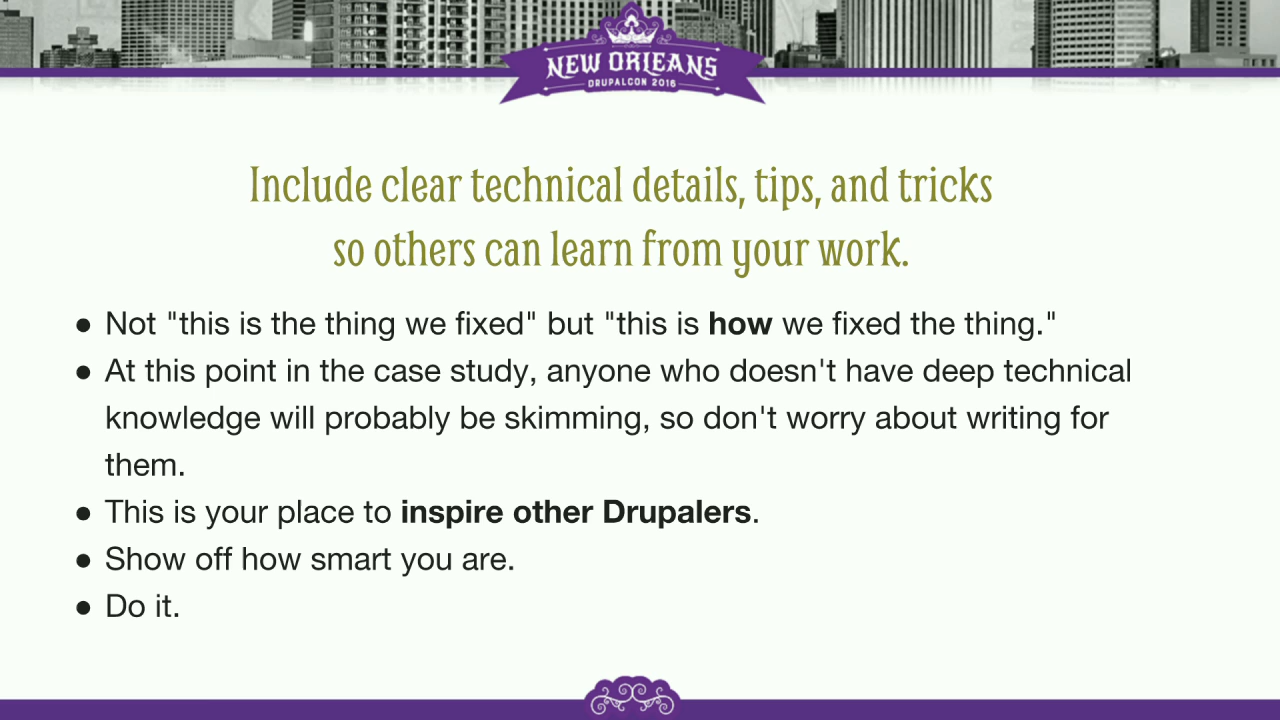 NEW ORLEANS
DRUPALCON 2016
Include clear technical details, tips, and tricks
so others can learn from your work.
● Not "this is the thing we fixed" but "this is how we fixed the thing."
● At this point in the case study, anyone who doesn't have deep technical
knowledge will probably be skimming, so don't worry about writing for
them.
● This is your place to inspire other Drupalers.
● Show off how smart you are.
● Do it.